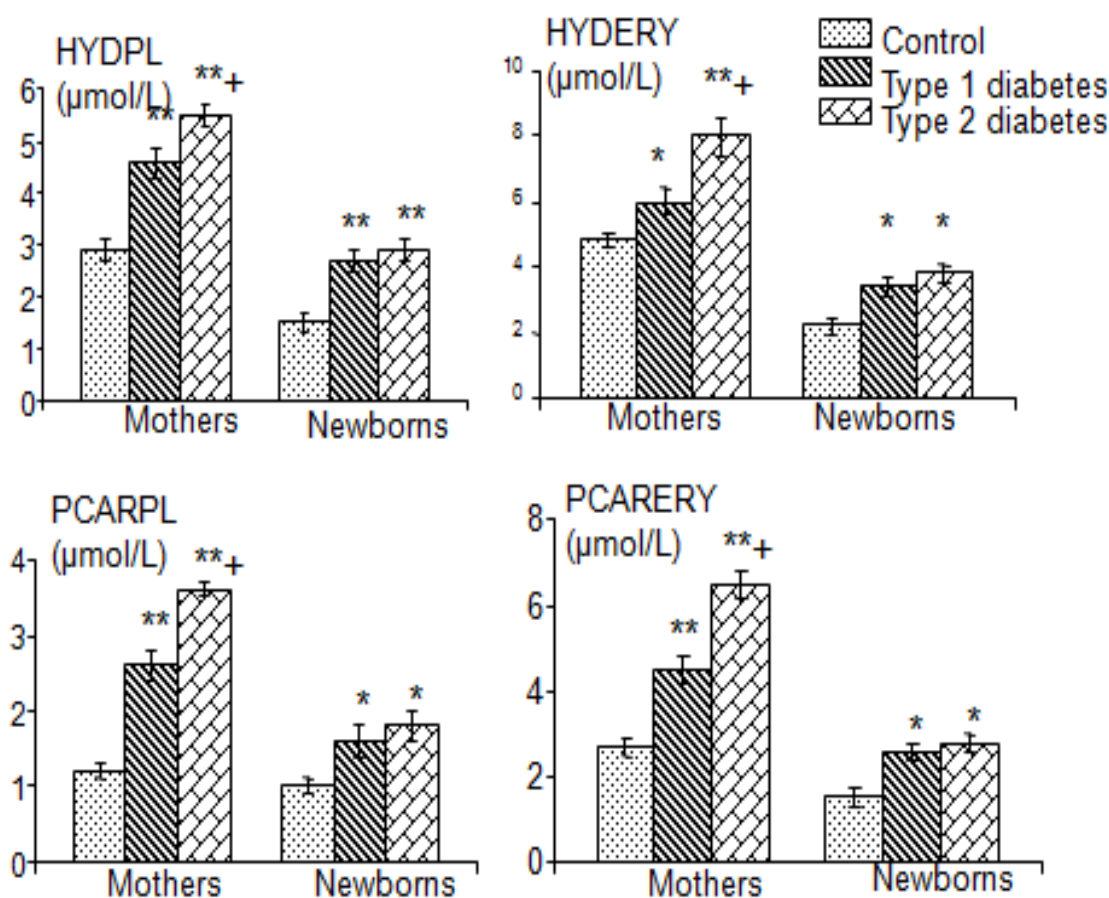 HYDPL
(µmol/L)
6
5
4
3
2
1
0
**
**+
**
**
Mothers
Newborns
HYDERY
(µmol/L)
10
8
6
4
2
0
*
**+
*
*
Mothers
Newborns
Control
Type 1 diabetes
Type 2 diabetes
PCARPL
(µmol/L)
4
3
2
1
0
**
**+
*
*
Mothers
Newborns
PCARERY
(µmol/L)
8
6
4
2
0
**
**+
*
*
Mothers
Newborns